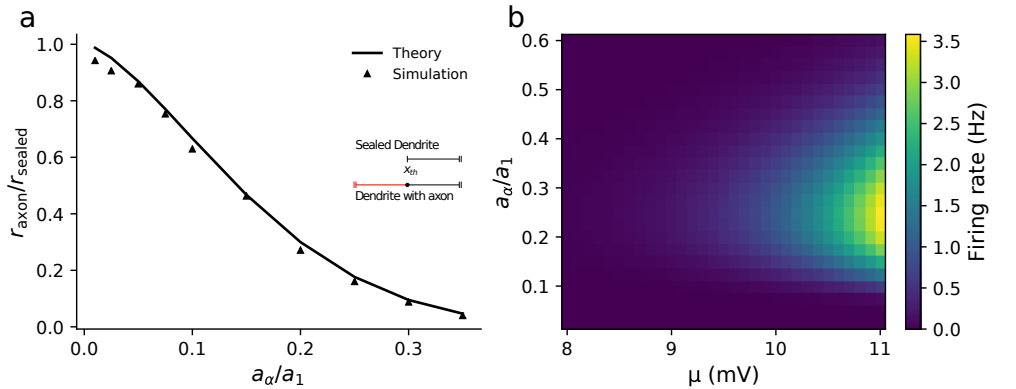 a
r_axon/r_sealed
1.0
0.8
0.6
0.4
0.2
0.0
0.0
0.1
0.2
0.3
a_α/a_1
Theory
Simulation
Sealed Dendrite
x_th
Dendrite with axon
b
a_α/a_1
0.6
0.5
0.4
0.3
0.2
0.1
8
9
10
11
μ (mV)
3.5
3.0
2.5
2.0
1.5
1.0
0.5
0.0
Firing rate (Hz)